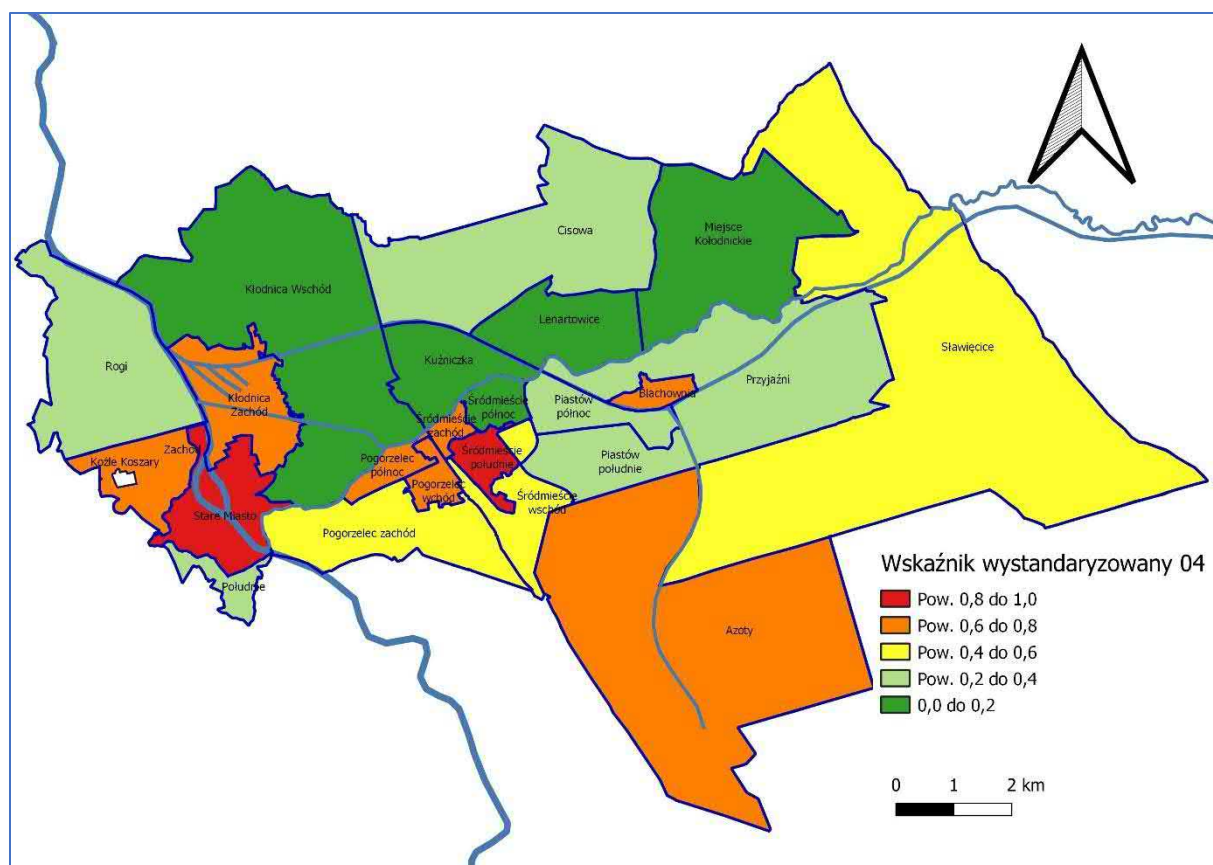 Cisowa
Miejsce
Kołodnickie
Kłodnica Wschód
Lenartowice
Sławięcice
Rogi
Kuźniczka
Przyjaźni
Blachownia
Kłodnica
Zachód
Śródmieście
północ
Piastów
północ
Śródmieście
zachód
Zachód
Koźle Koszary
Pogorzelec
północ
Śródmieście
południe
Piastów
południe
Pogorzelec
wchód
Śródmieście
wschód
Stare Miasto
Pogorzelec zachód
Południe
Azoty
Wskaźnik wystandaryzowany 04
Pow. 0,8 do 1,0
Pow. 0,6 do 0,8
Pow. 0,4 do 0,6
Pow. 0,2 do 0,4
0,0 do 0,2
0 1 2 km